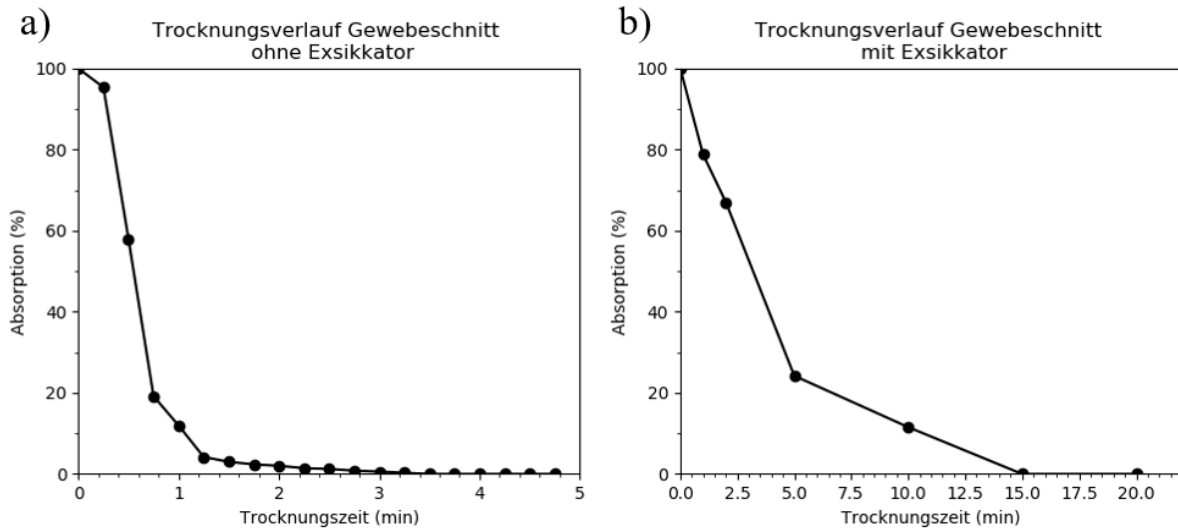 a)
Trocknungsverlauf Gewebeschnitt
ohne Exsikkator
100
80
60
40
20
0
Absorption (%)
0 1 2 3 4 5
Trocknungszeit (min)
b)
Trocknungsverlauf Gewebeschnitt
mit Exsikkator
100
80
60
40
20
0
Absorption (%)
0.0 2.5 5.0 7.5 10.0 12.5 15.0 17.5 20.0
Trocknungszeit (min)